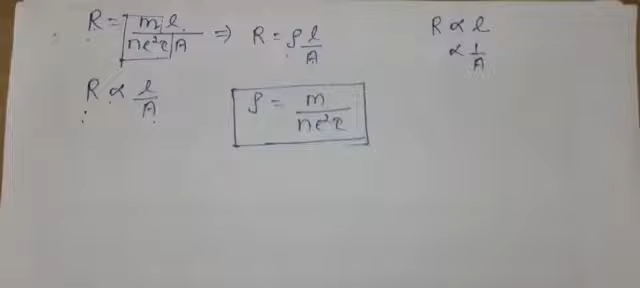 R = m l / ne²τ A ⇒ R = ρ l/A
R ∝ l
∝ 1/A
R ∝ l/A
ρ = m / ne²τ